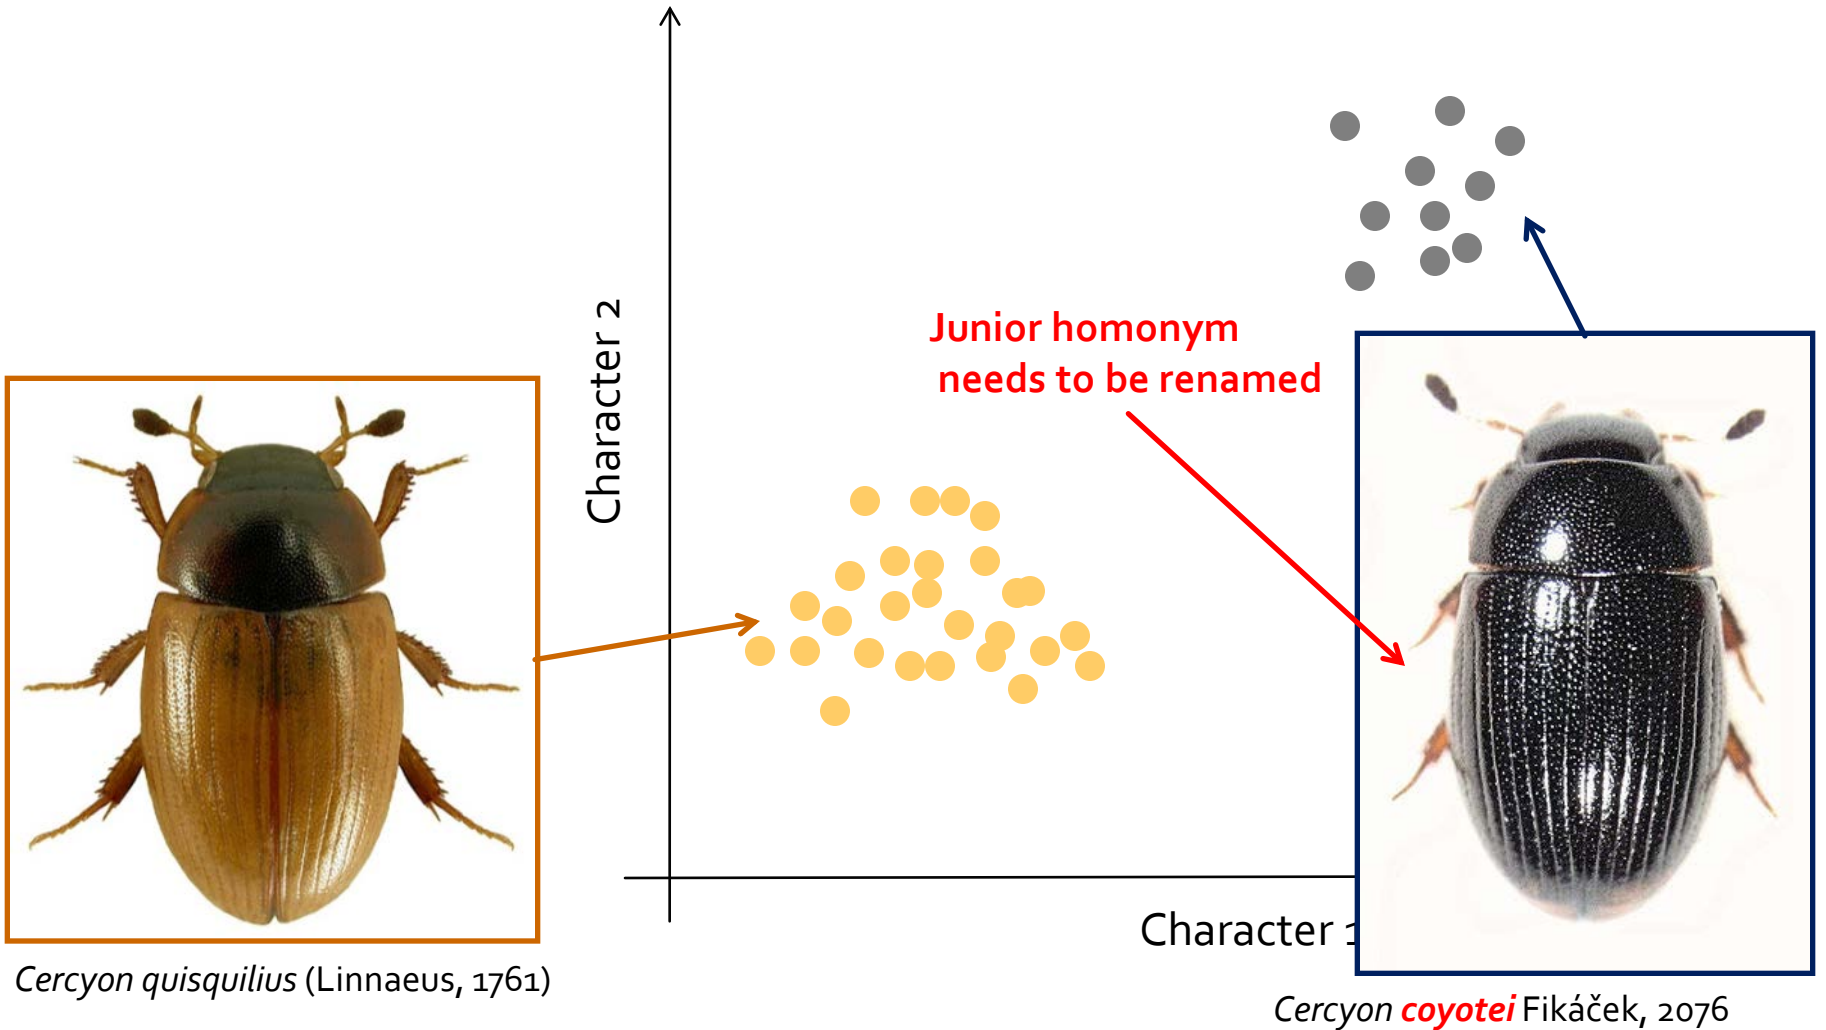 Character 2
Junior homonym
needs to be renamed
Character 1
Cercyon quisquilius (Linnaeus, 1761)
Cercyon coyotei Fikáček, 2076